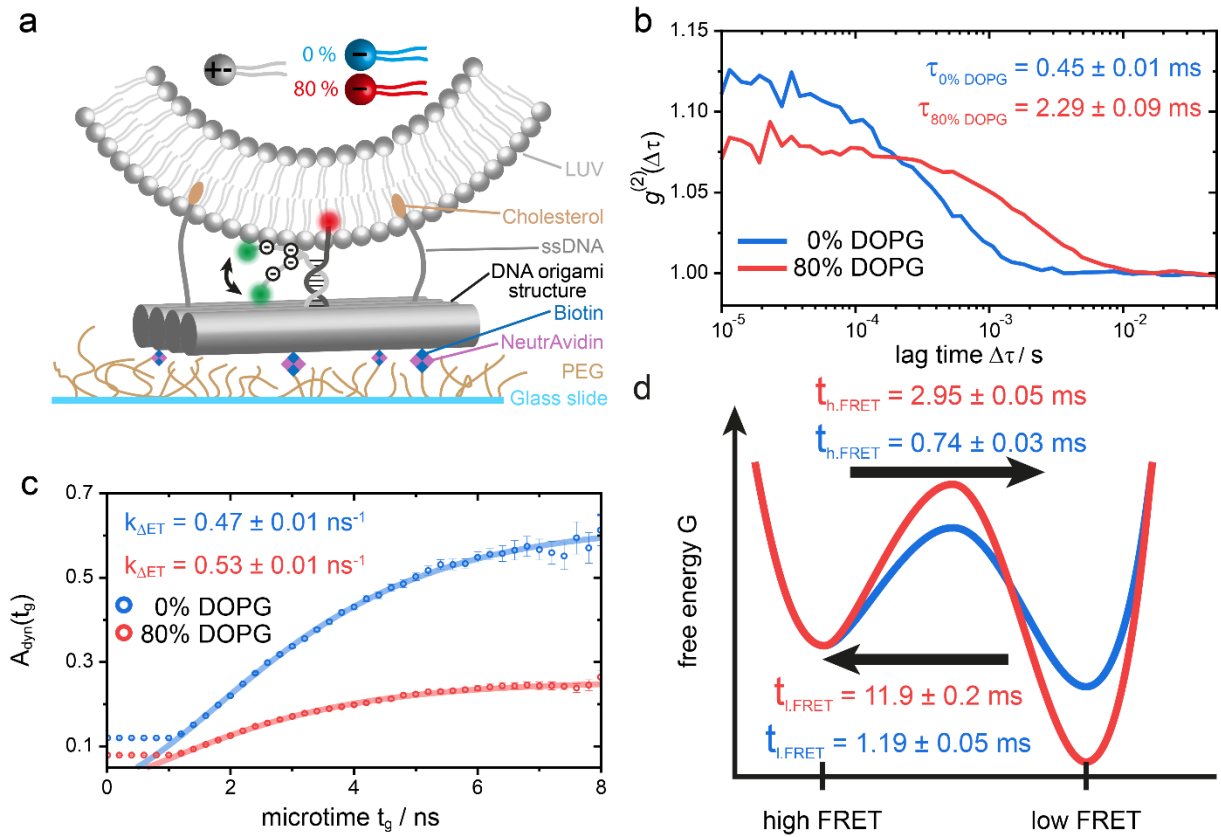 a
+-
0 %
−
80 %
−
LUV
Cholesterol
ssDNA
DNA origami
structure
Biotin
NeutrAvidin
PEG
Glass slide
b
1.15
1.10
1.05
1.00
g⁽²⁾(Δτ)
τ0% DOPG = 0.45 ± 0.01 ms
τ80% DOPG = 2.29 ± 0.09 ms
0% DOPG
80% DOPG
10⁻⁵
10⁻⁴
10⁻³
10⁻²
lag time Δτ / s
c
0.7
0.5
0.3
0.1
Adyn(tg)
kΔET = 0.47 ± 0.01 ns⁻¹
kΔET = 0.53 ± 0.01 ns⁻¹
0% DOPG
80% DOPG
0
2
4
6
8
microtime tg / ns
d
free energy G
th.FRET = 2.95 ± 0.05 ms
th.FRET = 0.74 ± 0.03 ms
tl.FRET = 11.9 ± 0.2 ms
tl.FRET = 1.19 ± 0.05 ms
high FRET
low FRET